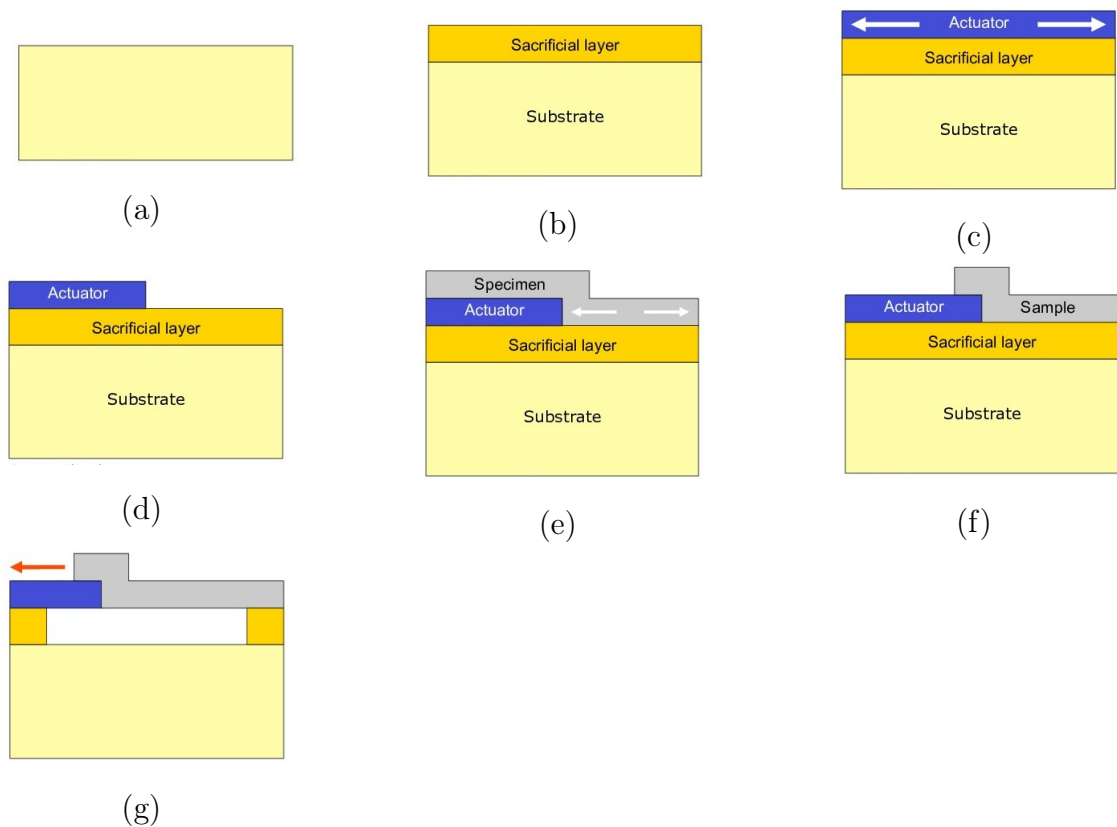 (a)
Sacrificial layer
Substrate
(b)
Actuator
Sacrificial layer
Substrate
(c)
Actuator
Sacrificial layer
Substrate
(d)
Specimen
Actuator
Sacrificial layer
Substrate
(e)
Actuator
Sample
Sacrificial layer
Substrate
(f)
(g)